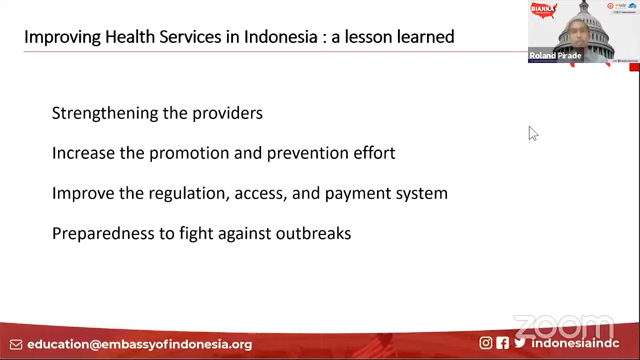 Improving Health Services in Indonesia : a lesson learned
BIANKA
Roland Pirade
Strengthening the providers
Increase the promotion and prevention effort
Improve the regulation, access, and payment system
Preparedness to fight against outbreaks
zoom
education@embassyofindonesia.org
indonesiaindc